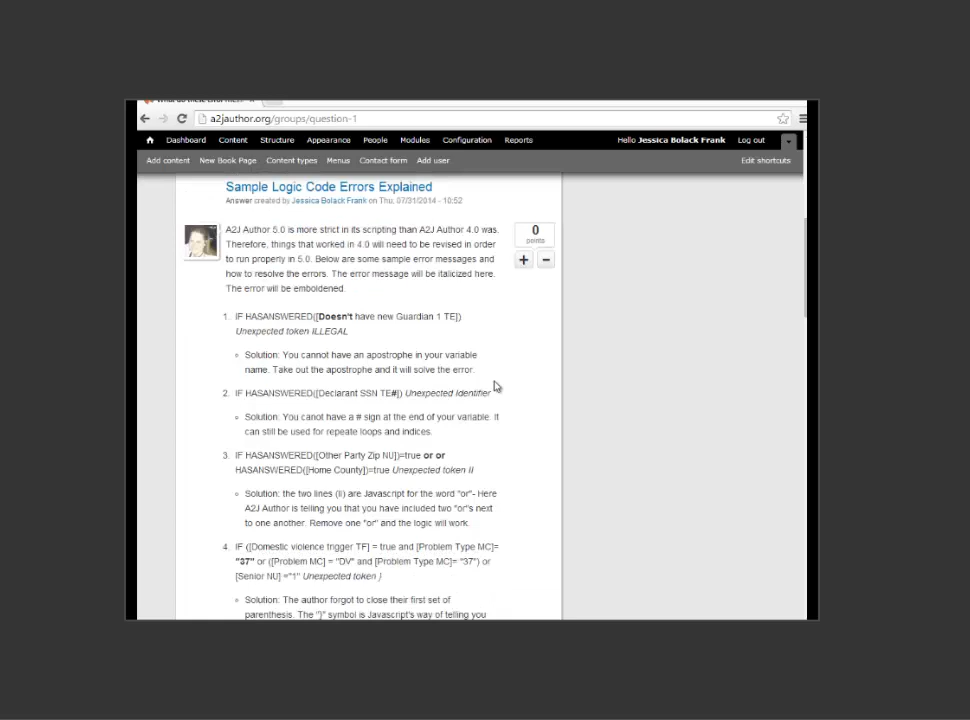 a2jauthor.org/groups/question-1
Dashboard Content Structure Appearance People Modules Configuration Reports Hello Jessica Bolack Frank Log out
Add content New Book Page Content types Menus Contact form Add user Edit shortcuts
Sample Logic Code Errors Explained
Answer created by Jessica Bolack Frank on Thu, 07/31/2014 - 10:52
A2J Author 5.0 is more strict in its scripting than A2J Author 4.0 was.
Therefore, things that worked in 4.0 will need to be revised in order
to run properly in 5.0. Below are some sample error messages and
how to resolve the errors. The error message will be italicized here.
The error will be emboldened.
0
points
+ −
1. IF HASANSWERED([Doesn't have new Guardian 1 TE])
Unexpected token ILLEGAL
Solution: You cannot have an apostrophe in your variable
name. Take out the apostrophe and it will solve the error.
2. IF HASANSWERED([Declarant SSN TE#]) Unexpected Identifier
Solution: You canot have a # sign at the end of your variable. It
can still be used for repeate loops and indices.
3. IF HASANSWERED([Other Party Zip NU])=true or or
HASANSWERED([Home County])=true Unexpected token II
Solution: the two lines (II) are Javascript for the word "or"- Here
A2J Author is telling you that you have included two "or"s next
to one another. Remove one "or" and the logic will work.
4. IF ([Domestic violence trigger TF] = true and [Problem Type MC]=
"37" or ([Problem MC] = "DV" and [Problem Type MC]= "37") or
[Senior NU] ="1" Unexpected token }
Solution: The author forgot to close their first set of
parenthesis. The "}" symbol is Javascript's way of telling you